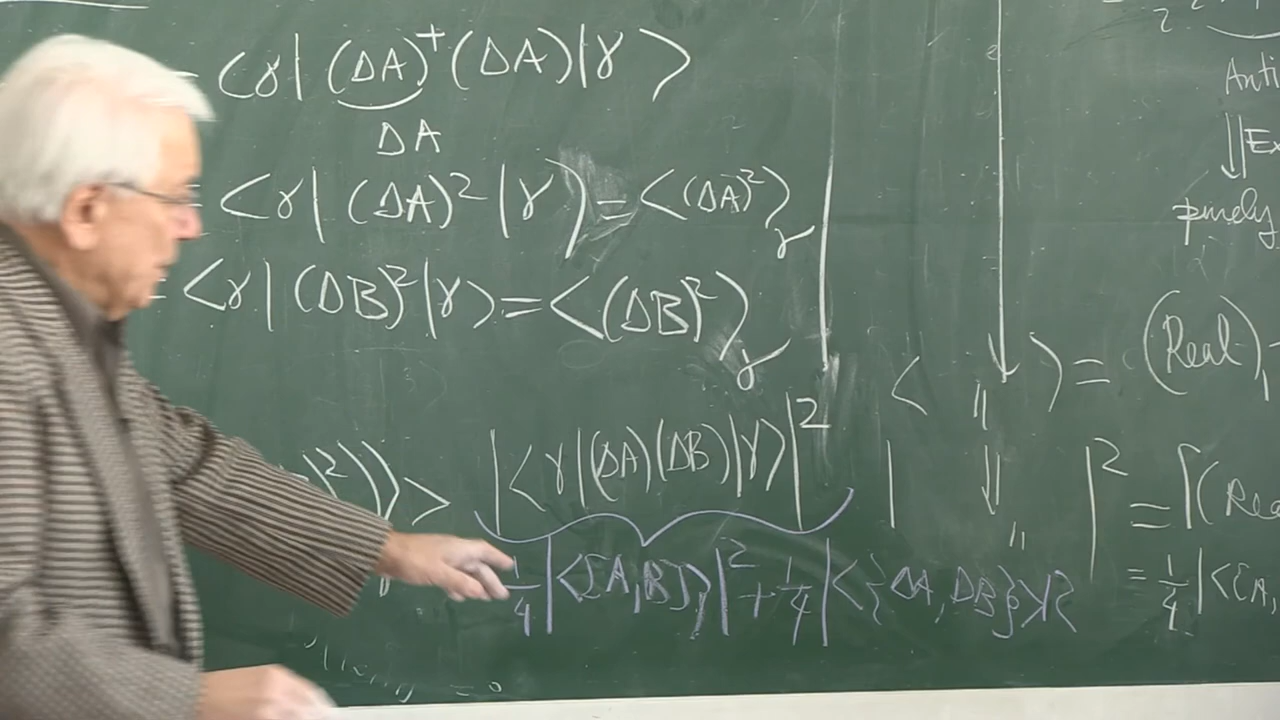 = <γ| (ΔA)⁺(ΔA)|γ >
ΔA
= <γ| (ΔA)² |γ> = <(ΔA)²>_γ
= <γ| (ΔB)² |γ> = <(ΔB)²>_γ
²)> > |<γ|(ΔA)(ΔB)|γ>|²
1/4 |<[A,B]>|² + 1/4 |<{ΔA, ΔB}>|²
= 0
Anti
⇓ Ex
purely
< > = (Real)
| |² = |(Rea
= 1/4 |<[A,